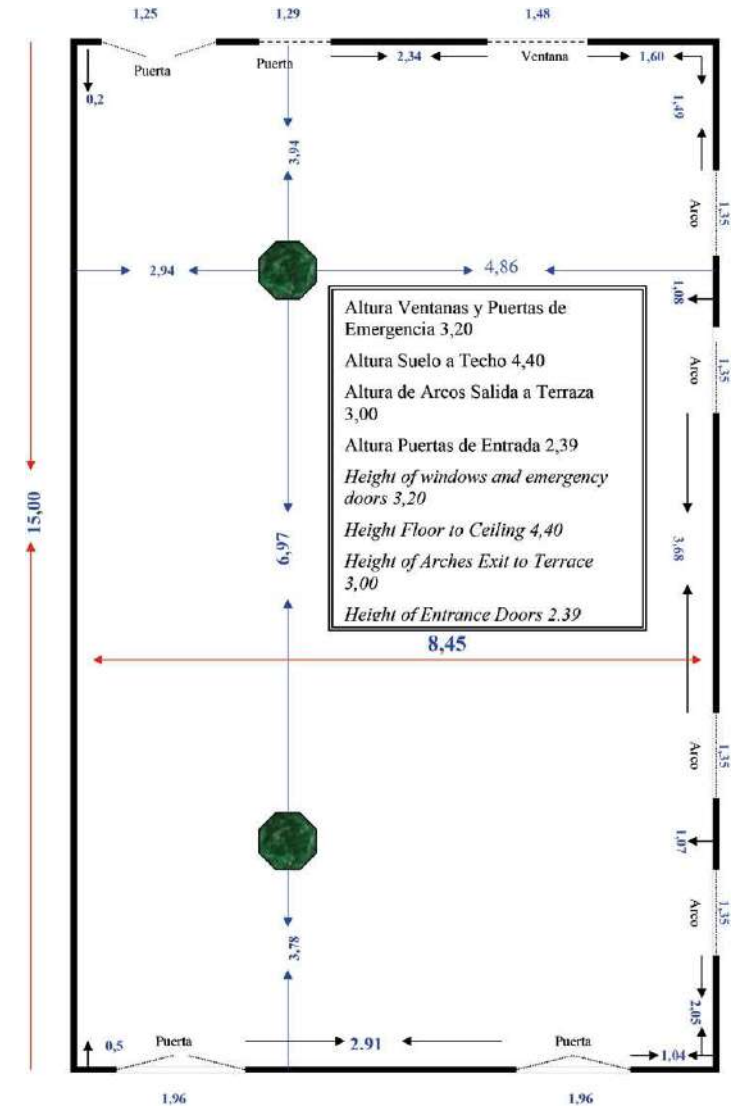 1,25 1,29 1,48
Puerta Puerta 2,34 Ventana 1,60
0,2
1,49
3,94
Arco 1,35
2,94 4,86
1,08
Altura Ventanas y Puertas de
Emergencia 3,20
Altura Suelo a Techo 4,40
Altura de Arcos Salida a Terraza
3,00
Altura Puertas de Entrada 2,39
Height of windows and emergency
doors 3,20
Height Floor to Ceiling 4,40
Height of Arches Exit to Terrace
3,00
Height of Entrance Doors 2.39
Arco 1,35
15,00
6,97
3,68
8,45
Arco 1,35
1,07
Arco 1,35
3,78
2,05
0,5 Puerta 2.91 Puerta 1,04
1,96 1,96